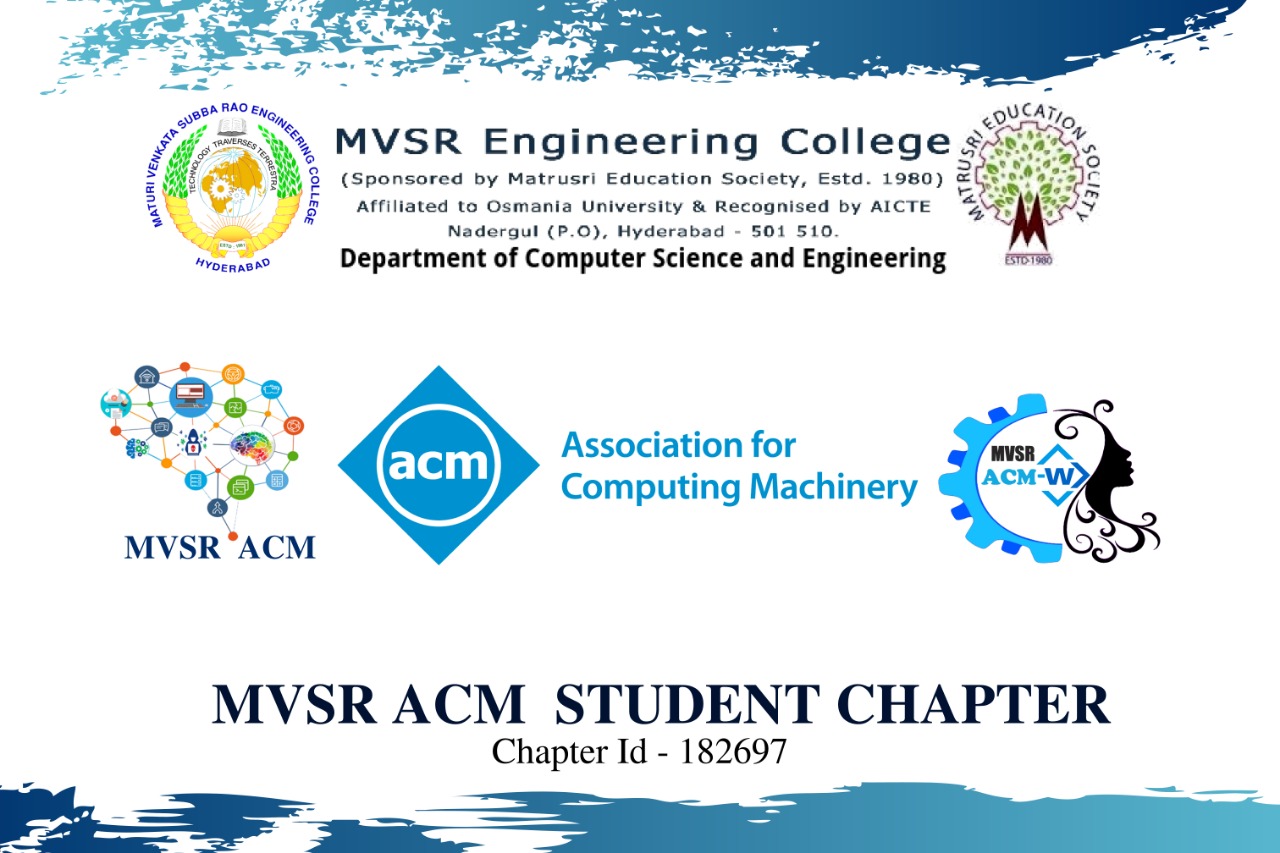 MATURI VENKATA SUBBA RAO ENGINEERING COLLEGE
HYDERABAD
TECHNOLOGY TRAVERSES TERRESTRA
ESTD - 1981
MVSR Engineering College
(Sponsored by Matrusri Education Society, Estd. 1980)
Affiliated to Osmania University & Recognised by AICTE
Nadergul (P.O), Hyderabad - 501 510.
Department of Computer Science and Engineering
MATRUSRI EDUCATION SOCIETY
M
ESTD-1980
MVSR ACM
acm
Association for
Computing Machinery
MVSR
ACM-W
MVSR ACM STUDENT CHAPTER
Chapter Id - 182697